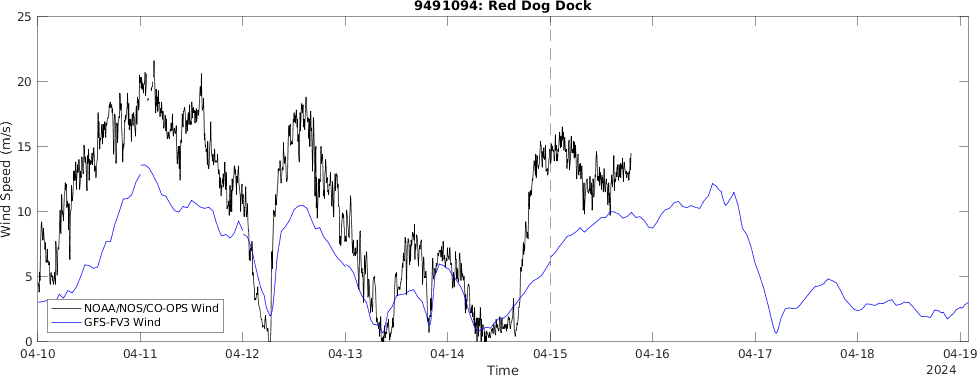 9491094: Red Dog Dock
Wind Speed (m/s)
25
20
15
10
5
0
NOAA/NOS/CO-OPS Wind
GFS-FV3 Wind
04-10 04-11 04-12 04-13 04-14 04-15 04-16 04-17 04-18 04-19
Time
2024